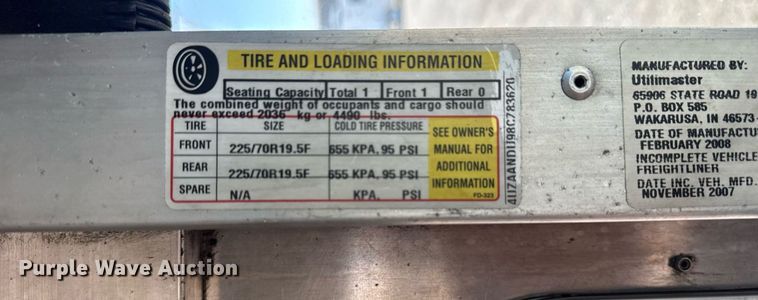 TIRE AND LOADING INFORMATION
Seating Capacity Total 1 Front 1 Rear 0
The combined weight of occupants and cargo should
never exceed 2036 kg or 4490 lbs.
TIRE SIZE COLD TIRE PRESSURE
FRONT 225/70R19.5F 655 KPA, 95 PSI
REAR 225/70R19.5F 655 KPA, 95 PSI
SPARE N/A KPA, PSI
SEE OWNER'S
MANUAL FOR
ADDITIONAL
INFORMATION
FD-323
MANUFACTURED BY:
Utilimaster
65906 STATE ROAD 19
P.O. BOX 585
WAKARUSA, IN 46573
DATE OF MANUFACTU
FEBRUARY 2008
INCOMPLETE VEHICLE
FREIGHTLINER
DATE INC. VEH. MFD.
NOVEMBER 2007
Purple Wave Auction